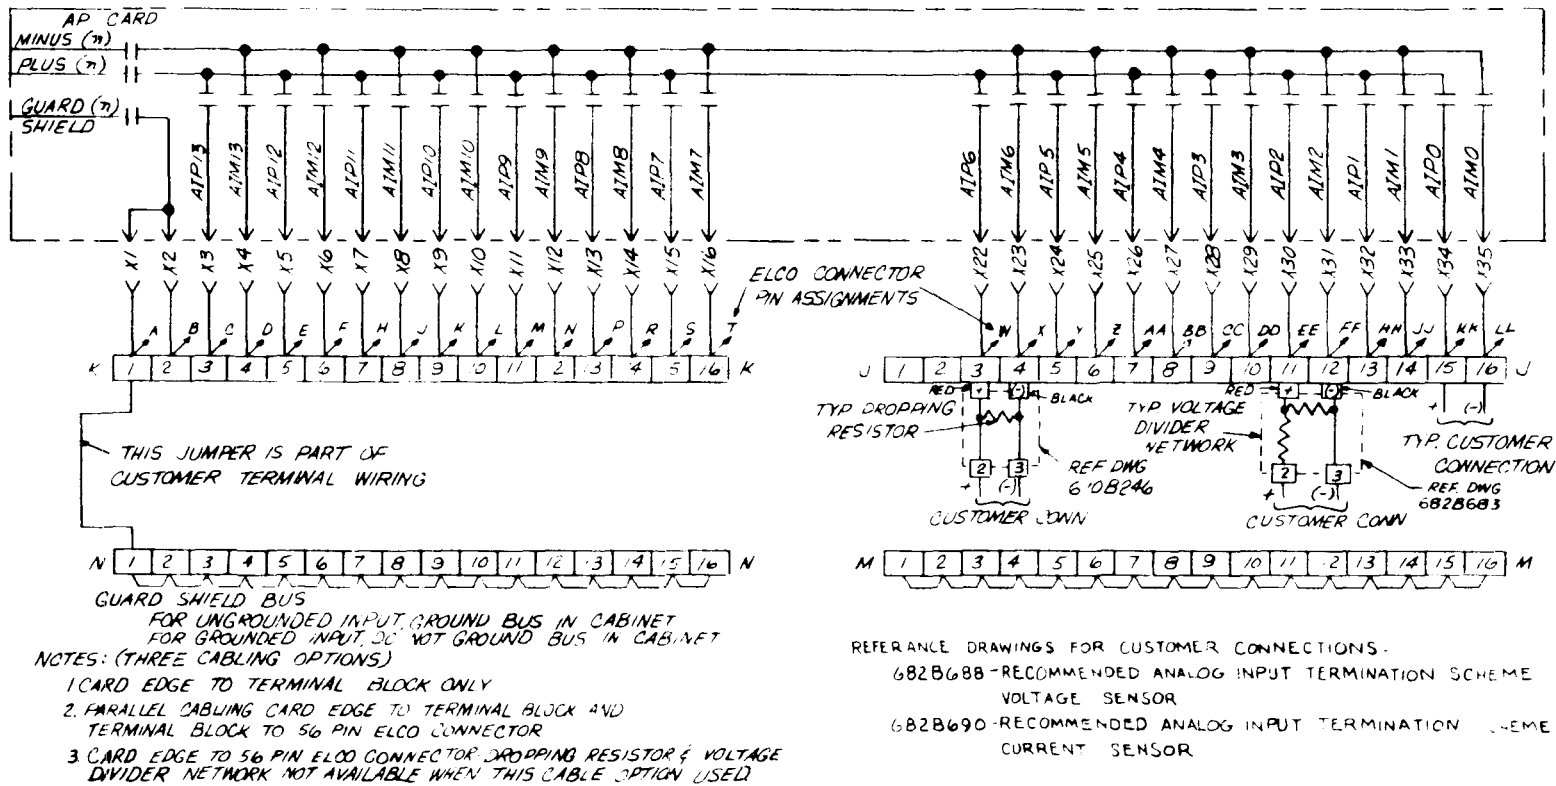 AP CARD
MINUS (n)
PLUS (n)
GUARD (n)
SHIELD
AIP13 AIM13 AIP12 AIM12 AIP11 AIM11 AIP10 AIM10 AIP9 AIM9 AIP8 AIM8 AIP7 AIM7
AIP6 AIM6 AIP5 AIM5 AIP4 AIM4 AIP3 AIM3 AIP2 AIM2 AIP1 AIM1 AIP0 AIM0
X1 X2 X3 X4 X5 X6 X7 X8 X9 X10 X11 X12 X13 X14 X15 X16
X22 X23 X24 X25 X26 X27 X28 X29 X30 X31 X32 X33 X34 X35
ELCO CONNECTOR
PIN ASSIGNMENTS
A B C D E F H J K L M N P R S T
W X Y Z AA BB CC DD EE FF HH JJ KK LL
K 1 2 3 4 5 6 7 8 9 10 11 12 13 14 15 16 K
J 1 2 3 4 5 6 7 8 9 10 11 12 13 14 15 16 J
RED + (-) BLACK
RED + (-) BLACK
+ (-)
TYP DROPPING
RESISTOR
TYP VOLTAGE
DIVIDER
NETWORK
TYP. CUSTOMER
CONNECTION
THIS JUMPER IS PART OF
CUSTOMER TERMINAL WIRING
2 3
+ (-)
REF DWG
CUSTOMER CONN
2 3
+ (-)
REF. DWG
682B683
CUSTOMER CONN
N 1 2 3 4 5 6 7 8 9 10 11 12 13 14 15 16 N
M 1 2 3 4 5 6 7 8 9 10 11 12 13 14 15 16 M
GUARD SHIELD BUS
FOR UNGROUNDED INPUT, GROUND BUS IN CABINET
FOR GROUNDED INPUT, DO NOT GROUND BUS IN CABINET
NOTES: (THREE CABLING OPTIONS)
1 CARD EDGE TO TERMINAL BLOCK ONLY
2. PARALLEL CABLING CARD EDGE TO TERMINAL BLOCK AND
TERMINAL BLOCK TO 56 PIN ELCO CONNECTOR
3 CARD EDGE TO 56 PIN ELCO CONNECTOR. DROPPING RESISTOR & VOLTAGE
DIVIDER NETWORK NOT AVAILABLE WHEN THIS CABLE OPTION USED
REFERANCE DRAWINGS FOR CUSTOMER CONNECTIONS.
682B688-RECOMMENDED ANALOG INPUT TERMINATION SCHEME
VOLTAGE SENSOR
682B690-RECOMMENDED ANALOG INPUT TERMINATION
CURRENT SENSOR